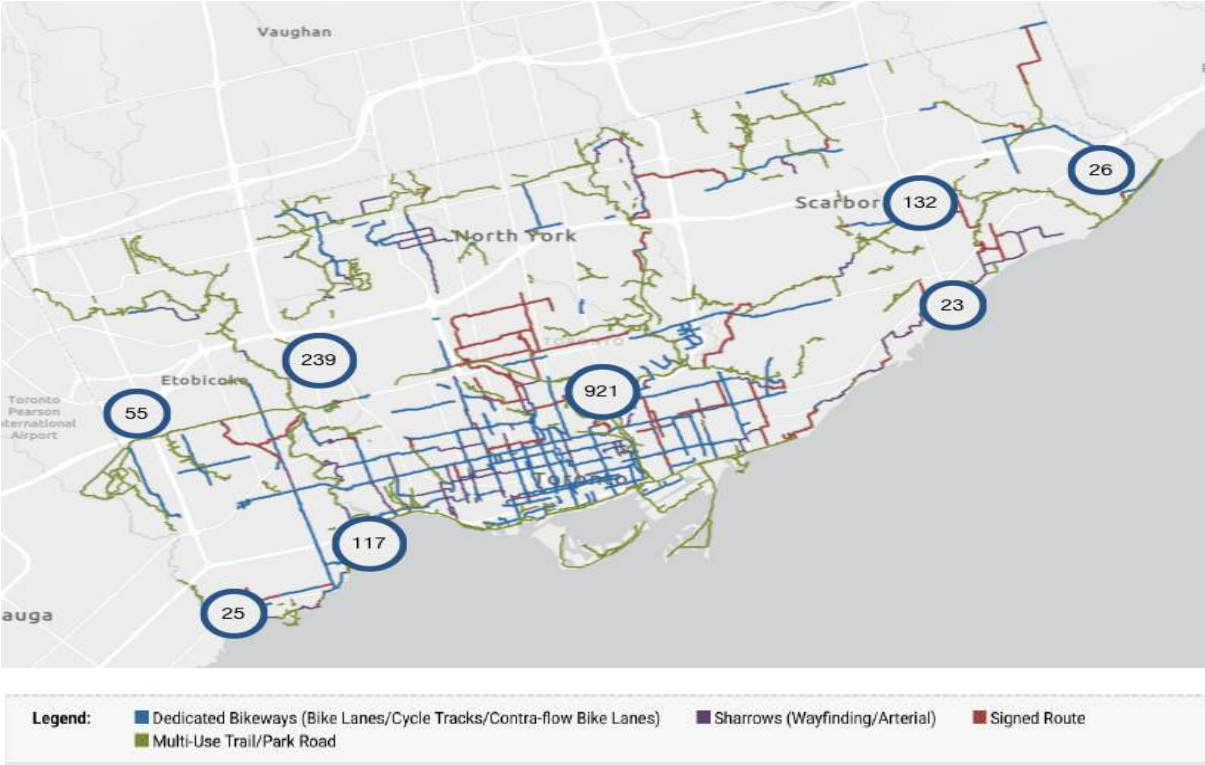 Vaughan
26
Scarbor
132
North York
23
TORONTO
239
Etobicoke
921
Toronto
Pearson
nternational
Airport
55
Toronto
117
25
auga
Legend:
Dedicated Bikeways (Bike Lanes/Cycle Tracks/Contra-flow Bike Lanes)
Sharrows (Wayfinding/Arterial)
Signed Route
Multi-Use Trail/Park Road